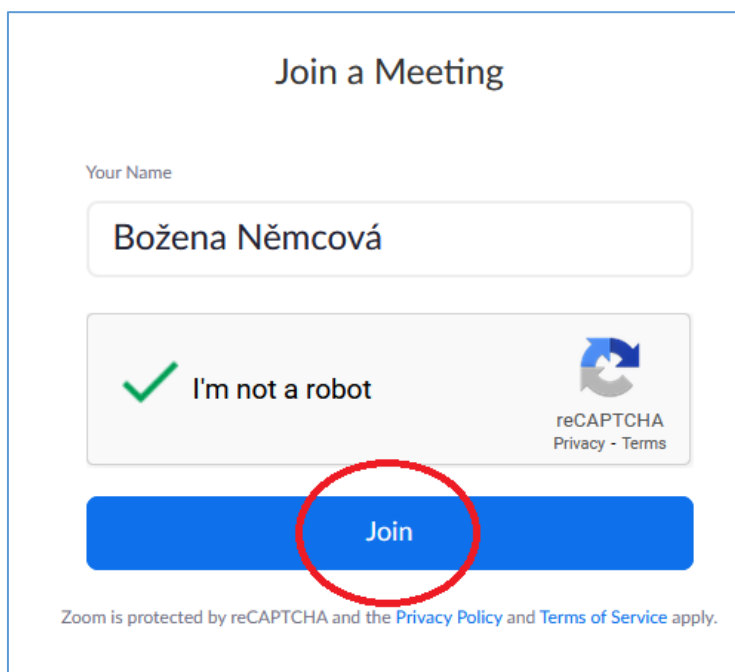 Join a Meeting
Your Name
Božena Němcová
I'm not a robot
reCAPTCHA
Privacy - Terms
Join
Zoom is protected by reCAPTCHA and the Privacy Policy and Terms of Service apply.